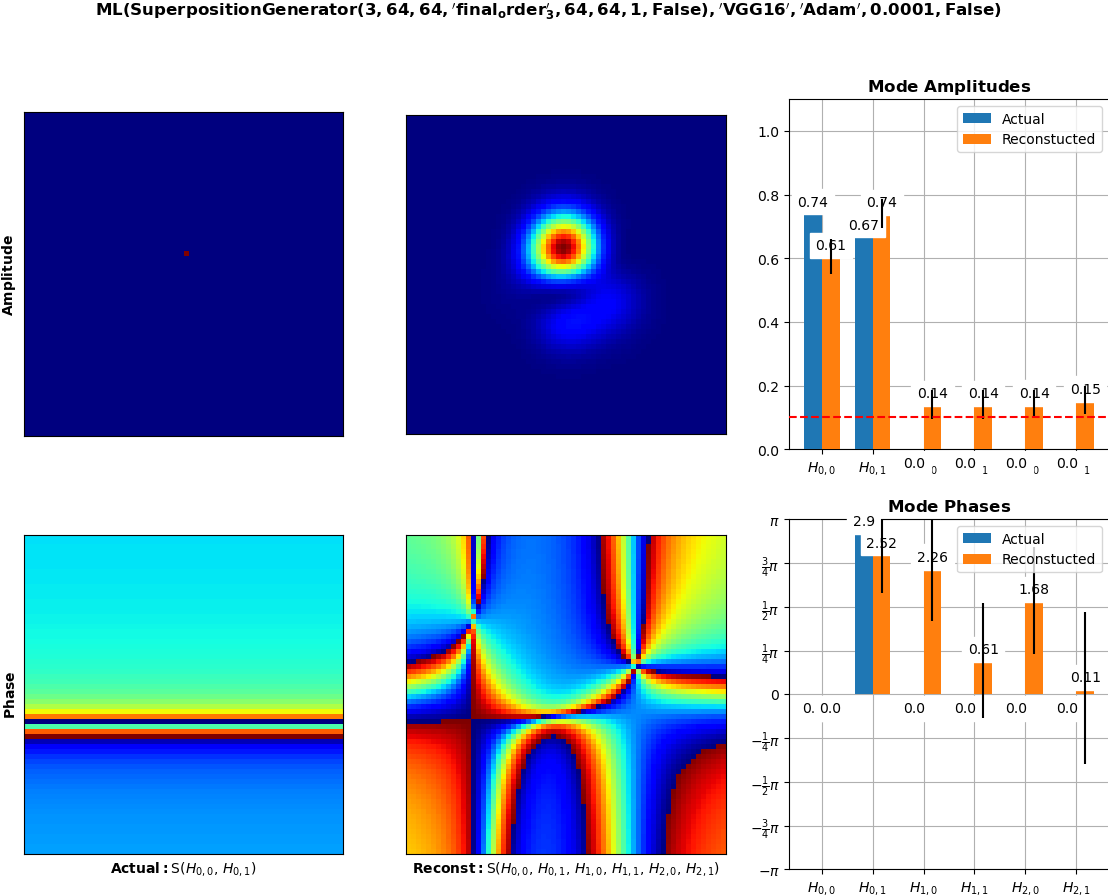 ML(SuperpositionGenerator(3, 64, 64, 'final_order'_3, 64, 64, 1, False), 'VGG16', 'Adam', 0.0001, False)
Amplitude
Mode Amplitudes
Actual
Reconstucted
1.0
0.8
0.6
0.4
0.2
0.0
0.74
0.61
0.67
0.74
0.14
0.14
0.14
0.15
H0,0
H0,1
0.0 0
0.0 1
0.0 0
0.0 1
Phase
Actual: S(H0,0, H0,1)
Reconst: S(H0,0, H0,1, H1,0, H1,1, H2,0, H2,1)
Mode Phases
Actual
Reconstucted
π
3/4π
1/2π
1/4π
0
−1/4π
−1/2π
−3/4π
−π
2.9
2.52
2.26
0.61
1.68
0.11
0. 0.0
0.0
0.0
0.0
0.0
H0,0
H0,1
H1,0
H1,1
H2,0
H2,1